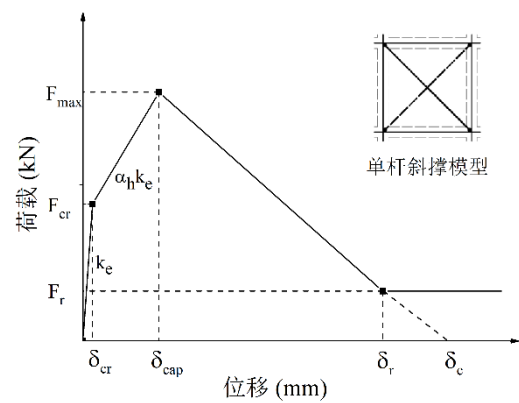 荷载 (kN)
F_max
F_cr
F_r
α_h k_e
k_e
单杆斜撑模型
δ_cr
δ_cap
δ_r
δ_c
位移 (mm)